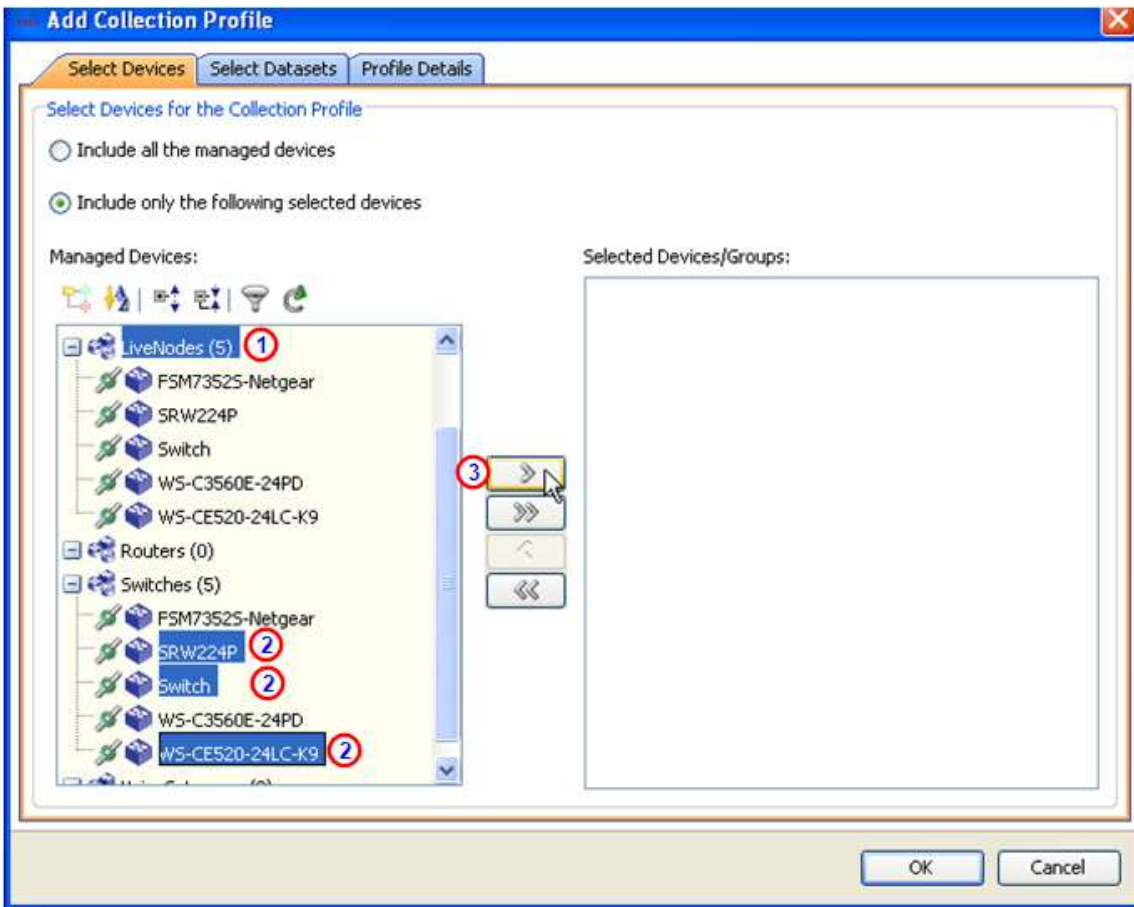 Add Collection Profile
Select Devices
Select Datasets
Profile Details
Select Devices for the Collection Profile
Include all the managed devices
Include only the following selected devices
Managed Devices:
Selected Devices/Groups:
LiveNodes (5) 1
FSM7352S-Netgear
SRW224P
Switch
WS-C3560E-24PD
WS-CE520-24LC-K9
3
Routers (0)
Switches (5)
FSM7352S-Netgear
SRW224P 2
Switch 2
WS-C3560E-24PD
WS-CE520-24LC-K9 2
OK
Cancel